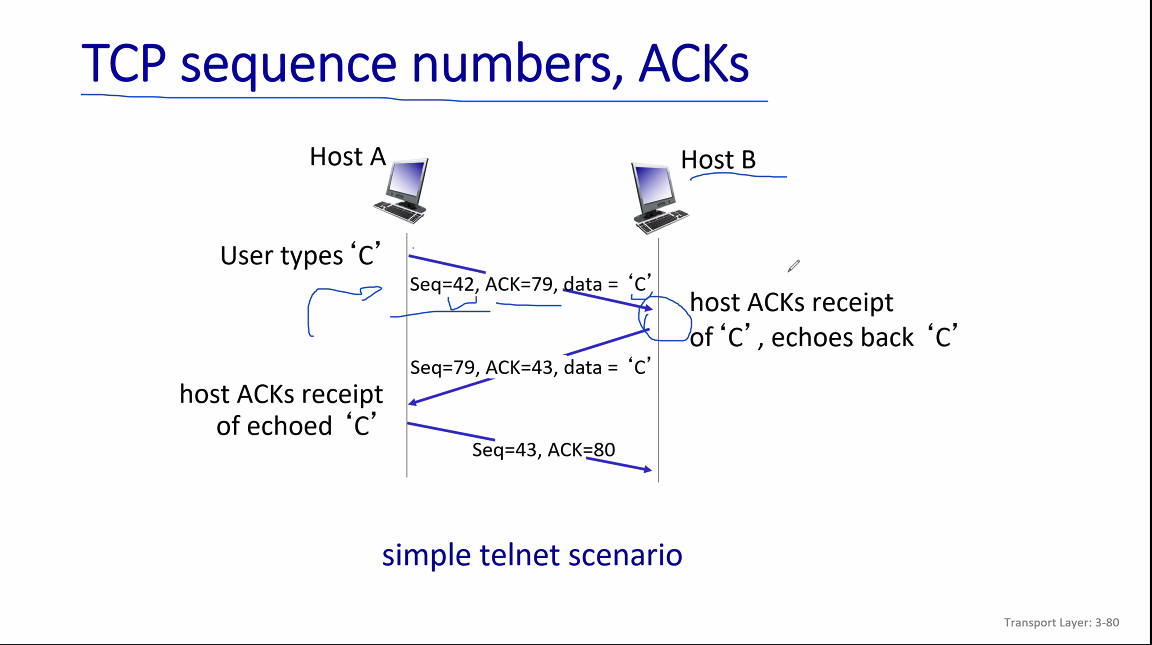 TCP sequence numbers, ACKs
Host A
Host B
User types ‘C’
Seq=42, ACK=79, data = ‘C’
host ACKs receipt
of ‘C’, echoes back ‘C’
Seq=79, ACK=43, data = ‘C’
host ACKs receipt
of echoed ‘C’
Seq=43, ACK=80
simple telnet scenario
Transport Layer: 3-80